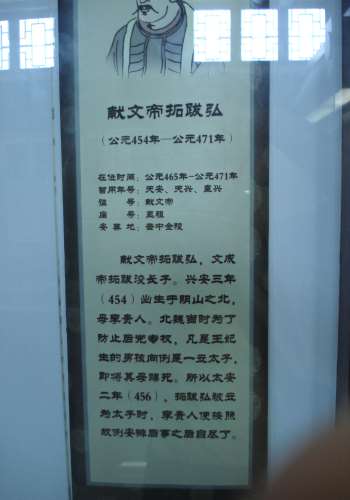 献文帝拓跋弘
（公元454年—公元471年）
在位时间：公元465年—公元471年
曾用年号：天安、天兴、皇兴
谥　　号：献文帝
庙　　号：显祖
安葬地：云中金陵
献文帝拓跋弘，文成
帝拓跋浚长子。兴安三年
（454）出生于阴山之北，
母李贵人。北魏当时为了
防止后党专权，凡是王妃
生的男孩向例是一立太子，
即将其母赐死。所以太安
二年（456），拓跋弘被立
为太子时，李贵人便按照
故例安排后事之后自尽了。